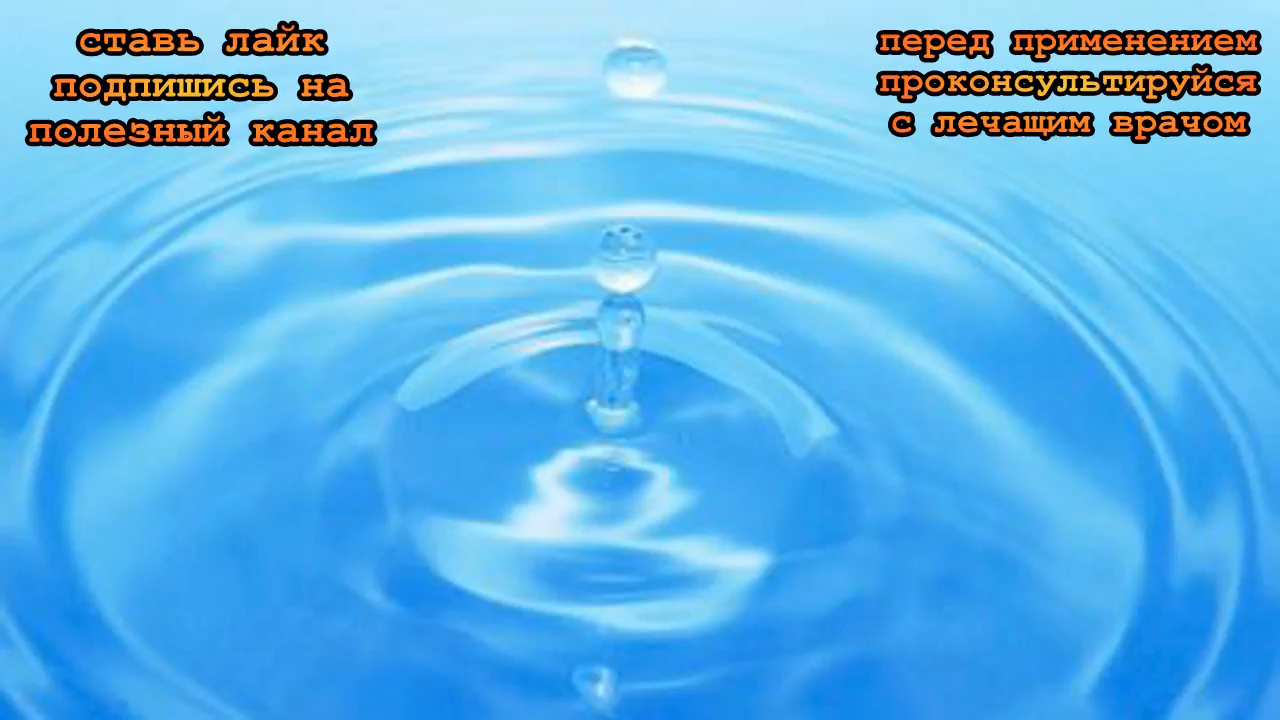 ставь лайк
подпишись на
полезный канал
перед применением
проконсультируйся
с лечащим врачом